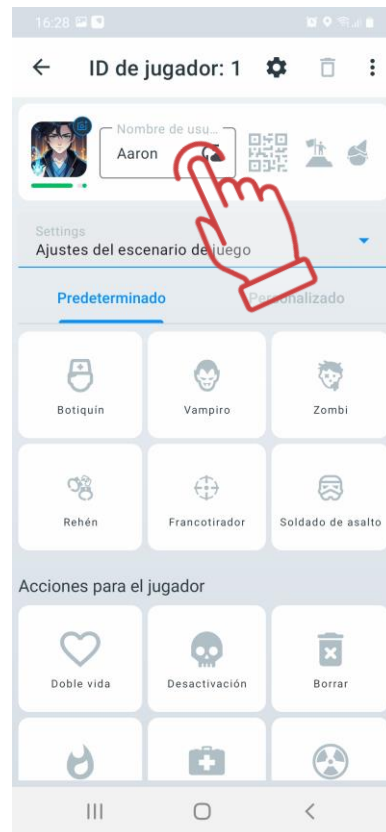 16:28
ID de jugador: 1
Nombre de usu...
Aaron
Settings
Ajustes del escenario de juego
Predeterminado
Personalizado
Botiquín
Vampiro
Zombi
Rehén
Francotirador
Soldado de asalto
Acciones para el jugador
Doble vida
Desactivación
Borrar